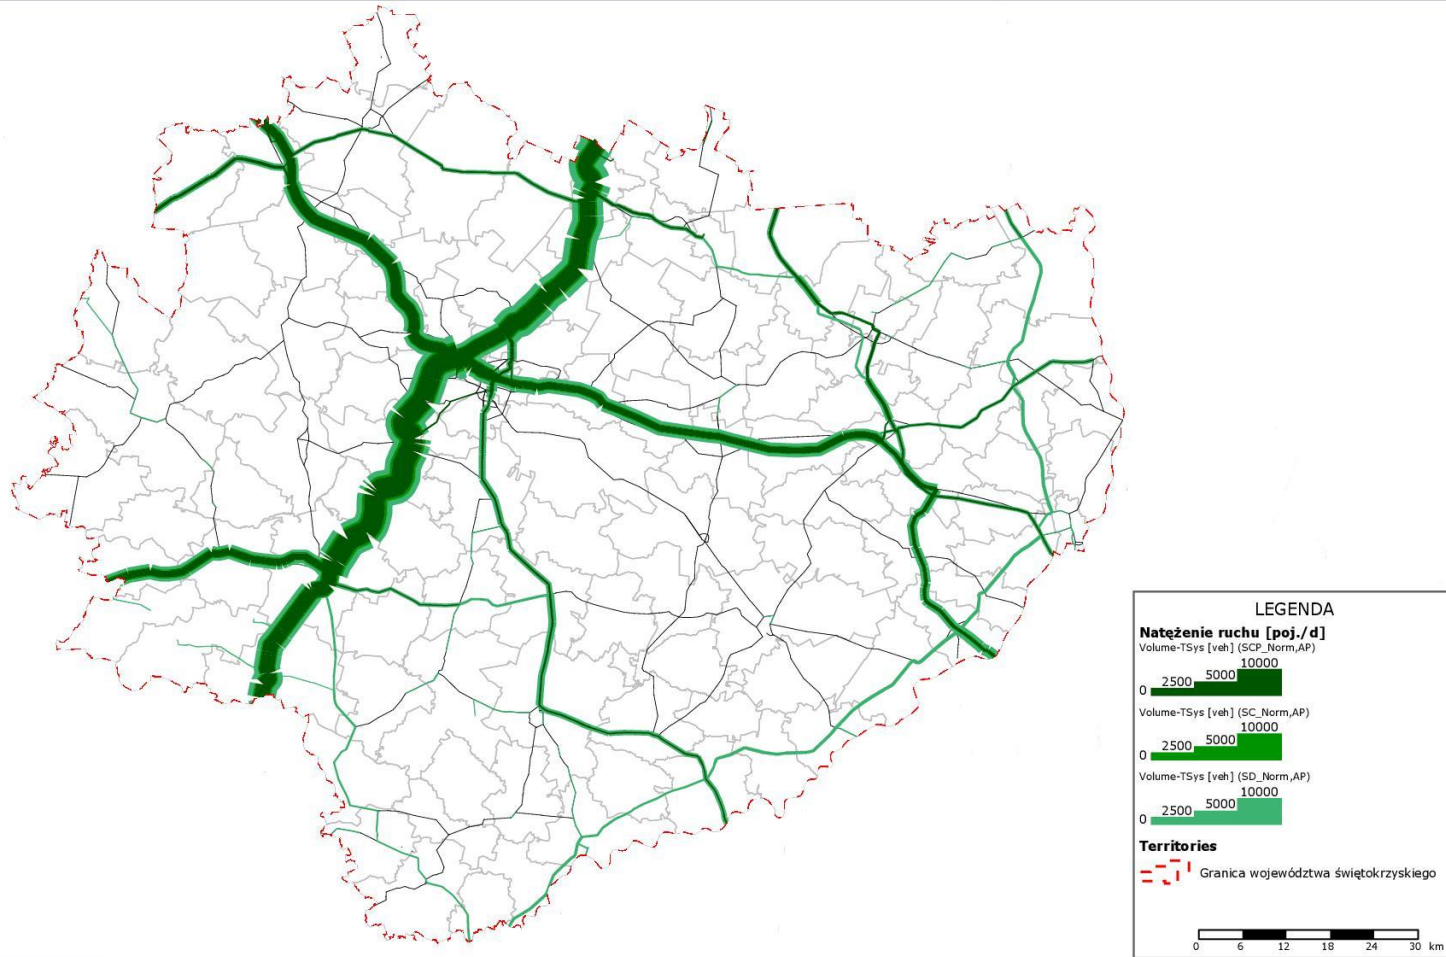 LEGENDA
Natężenie ruchu [poj./d]
Volume-TSys [veh] (SCP_Norm,AP)
0 2500 5000 10000
Volume-TSys [veh] (SC_Norm,AP)
0 2500 5000 10000
Volume-TSys [veh] (SD_Norm,AP)
0 2500 5000 10000
Territories
Granica województwa świętokrzyskiego
0 6 12 18 24 30 km